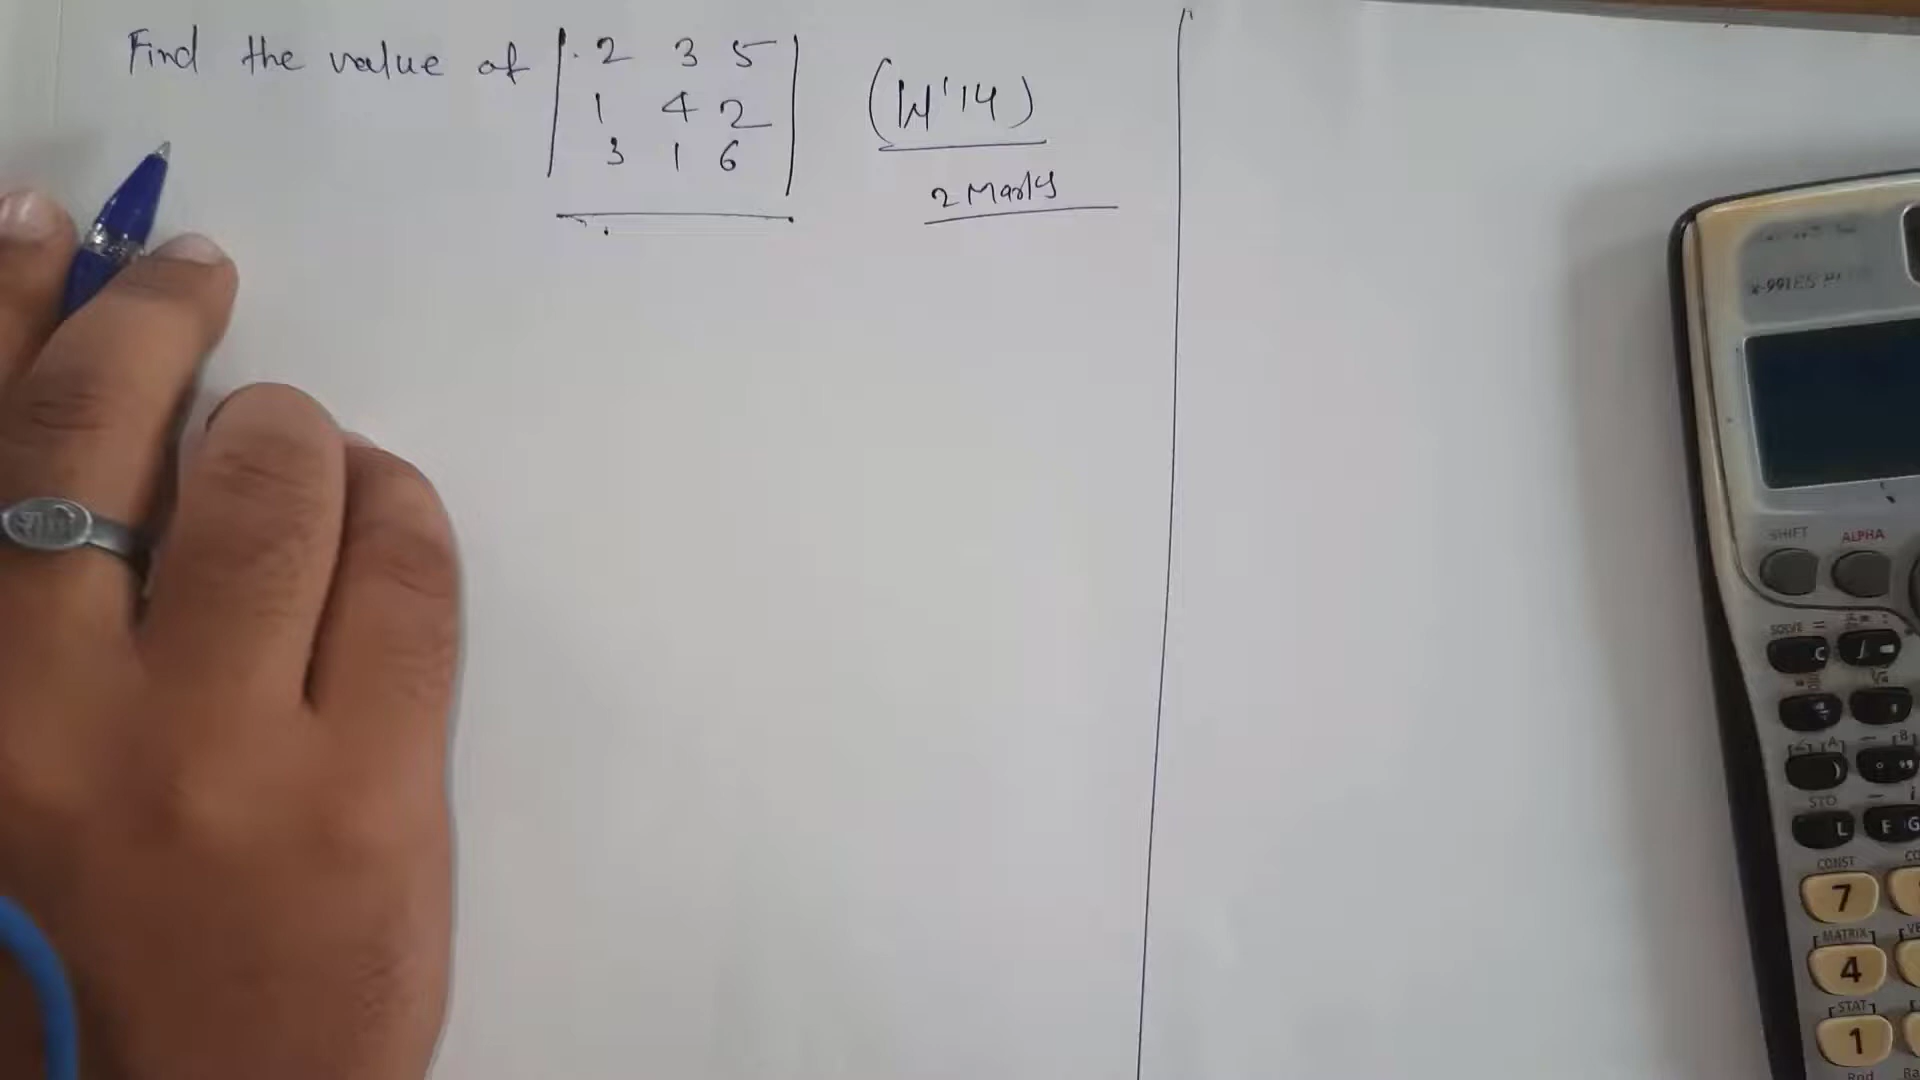 Find the value of | 2 3 5 |
1 4 2
3 1 6
(W'14)
2 Marks
SHIFT ALPHA
SOLVE =
STO
L F G
CONST
7
MATRIX
4
STAT
1
Rnd